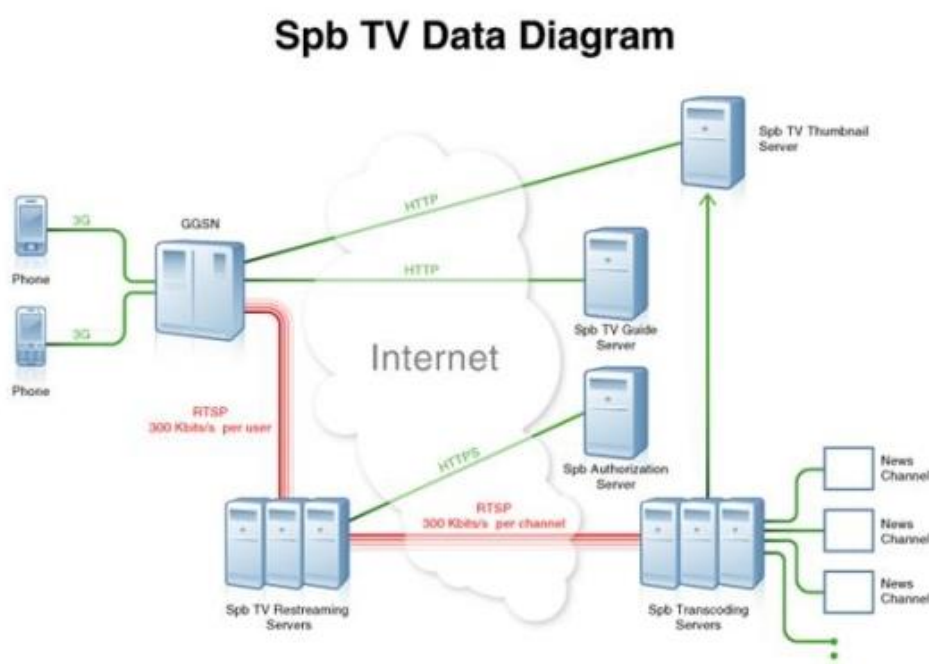 Spb TV Data Diagram
Spb TV Thumbnail
Server
HTTP
3G
GGSN
Phone
HTTP
3G
Spb TV Guide
Server
Internet
Phone
RTSP
300 Kbits/s per user
HTTPS
Spb Authorization
Server
News
Channel
RTSP
300 Kbits/s per channel
News
Channel
News
Channel
Spb TV Restreaming
Servers
Spb Transcoding
Servers